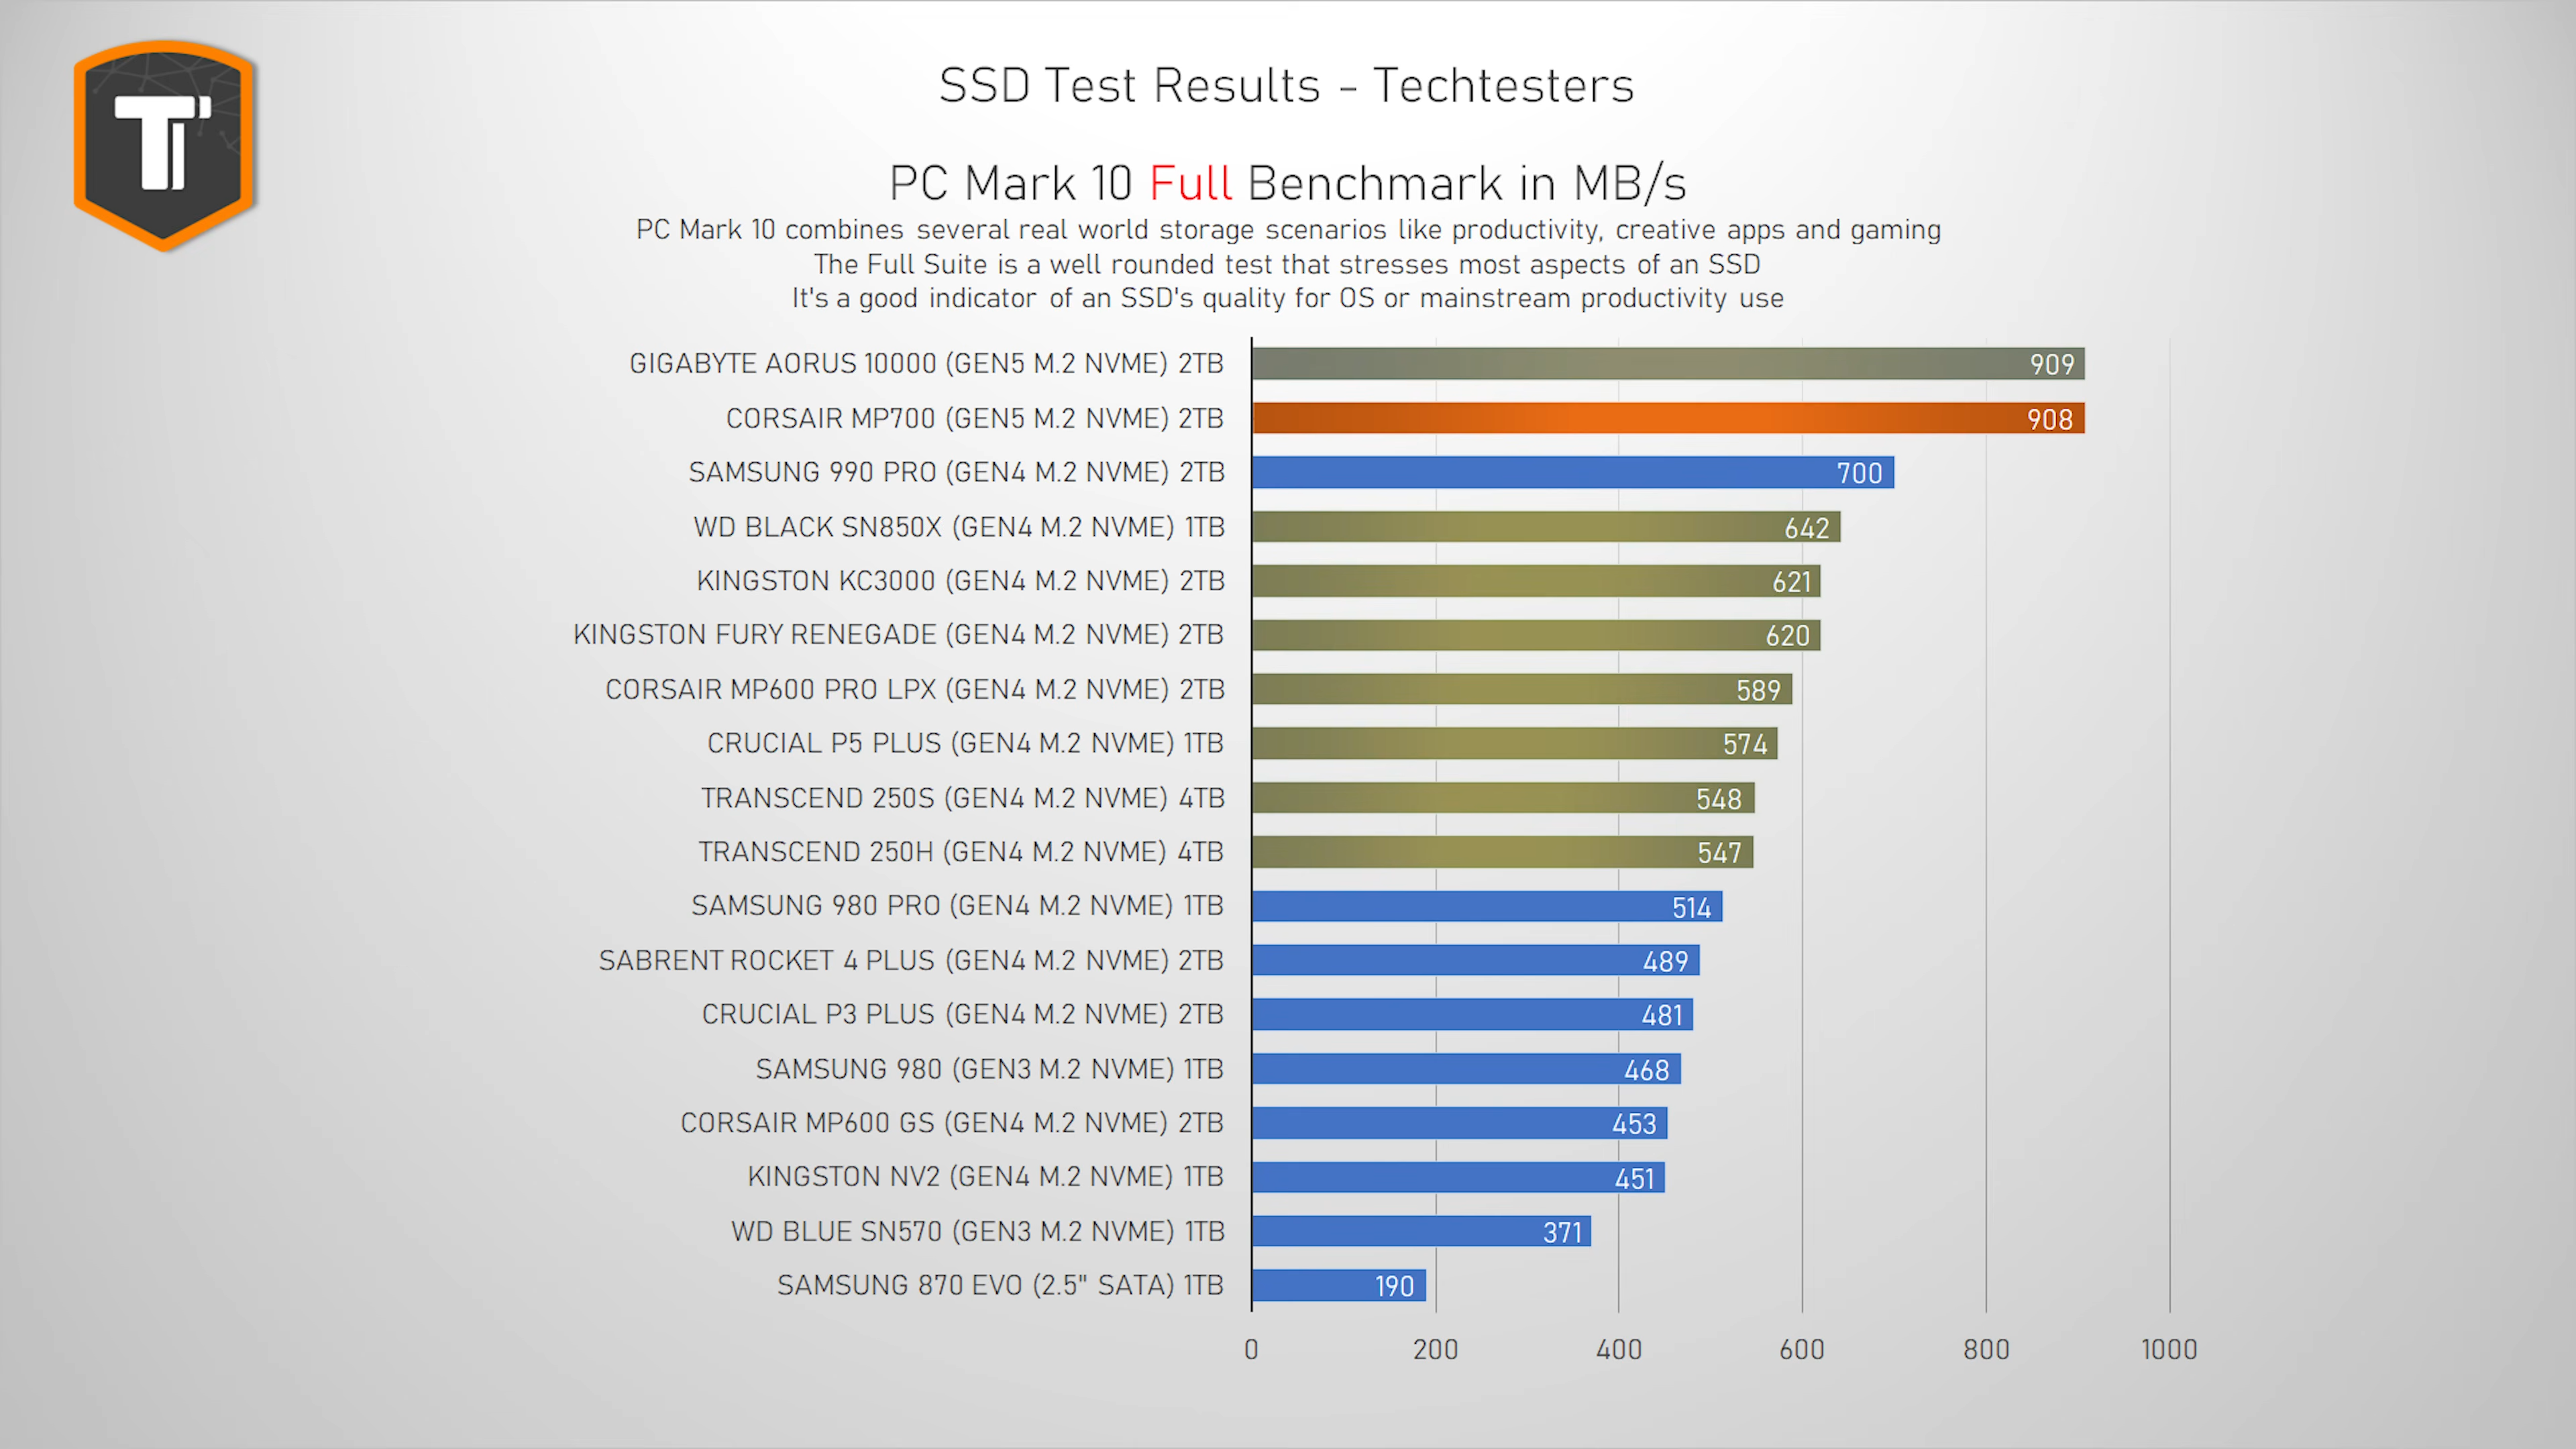 SSD Test Results - Techtesters
PC Mark 10 Full Benchmark in MB/s
PC Mark 10 combines several real world storage scenarios like productivity, creative apps and gaming
The Full Suite is a well rounded test that stresses most aspects of an SSD
It's a good indicator of an SSD's quality for OS or mainstream productivity use
GIGABYTE AORUS 10000 (GEN5 M.2 NVME) 2TB 909
CORSAIR MP700 (GEN5 M.2 NVME) 2TB 908
SAMSUNG 990 PRO (GEN4 M.2 NVME) 2TB 700
WD BLACK SN850X (GEN4 M.2 NVME) 1TB 642
KINGSTON KC3000 (GEN4 M.2 NVME) 2TB 621
KINGSTON FURY RENEGADE (GEN4 M.2 NVME) 2TB 620
CORSAIR MP600 PRO LPX (GEN4 M.2 NVME) 2TB 589
CRUCIAL P5 PLUS (GEN4 M.2 NVME) 1TB 574
TRANSCEND 250S (GEN4 M.2 NVME) 4TB 548
TRANSCEND 250H (GEN4 M.2 NVME) 4TB 547
SAMSUNG 980 PRO (GEN4 M.2 NVME) 1TB 514
SABRENT ROCKET 4 PLUS (GEN4 M.2 NVME) 2TB 489
CRUCIAL P3 PLUS (GEN4 M.2 NVME) 2TB 481
SAMSUNG 980 (GEN3 M.2 NVME) 1TB 468
CORSAIR MP600 GS (GEN4 M.2 NVME) 2TB 453
KINGSTON NV2 (GEN4 M.2 NVME) 1TB 451
WD BLUE SN570 (GEN3 M.2 NVME) 1TB 371
SAMSUNG 870 EVO (2.5" SATA) 1TB 190
0 200 400 600 800 1000